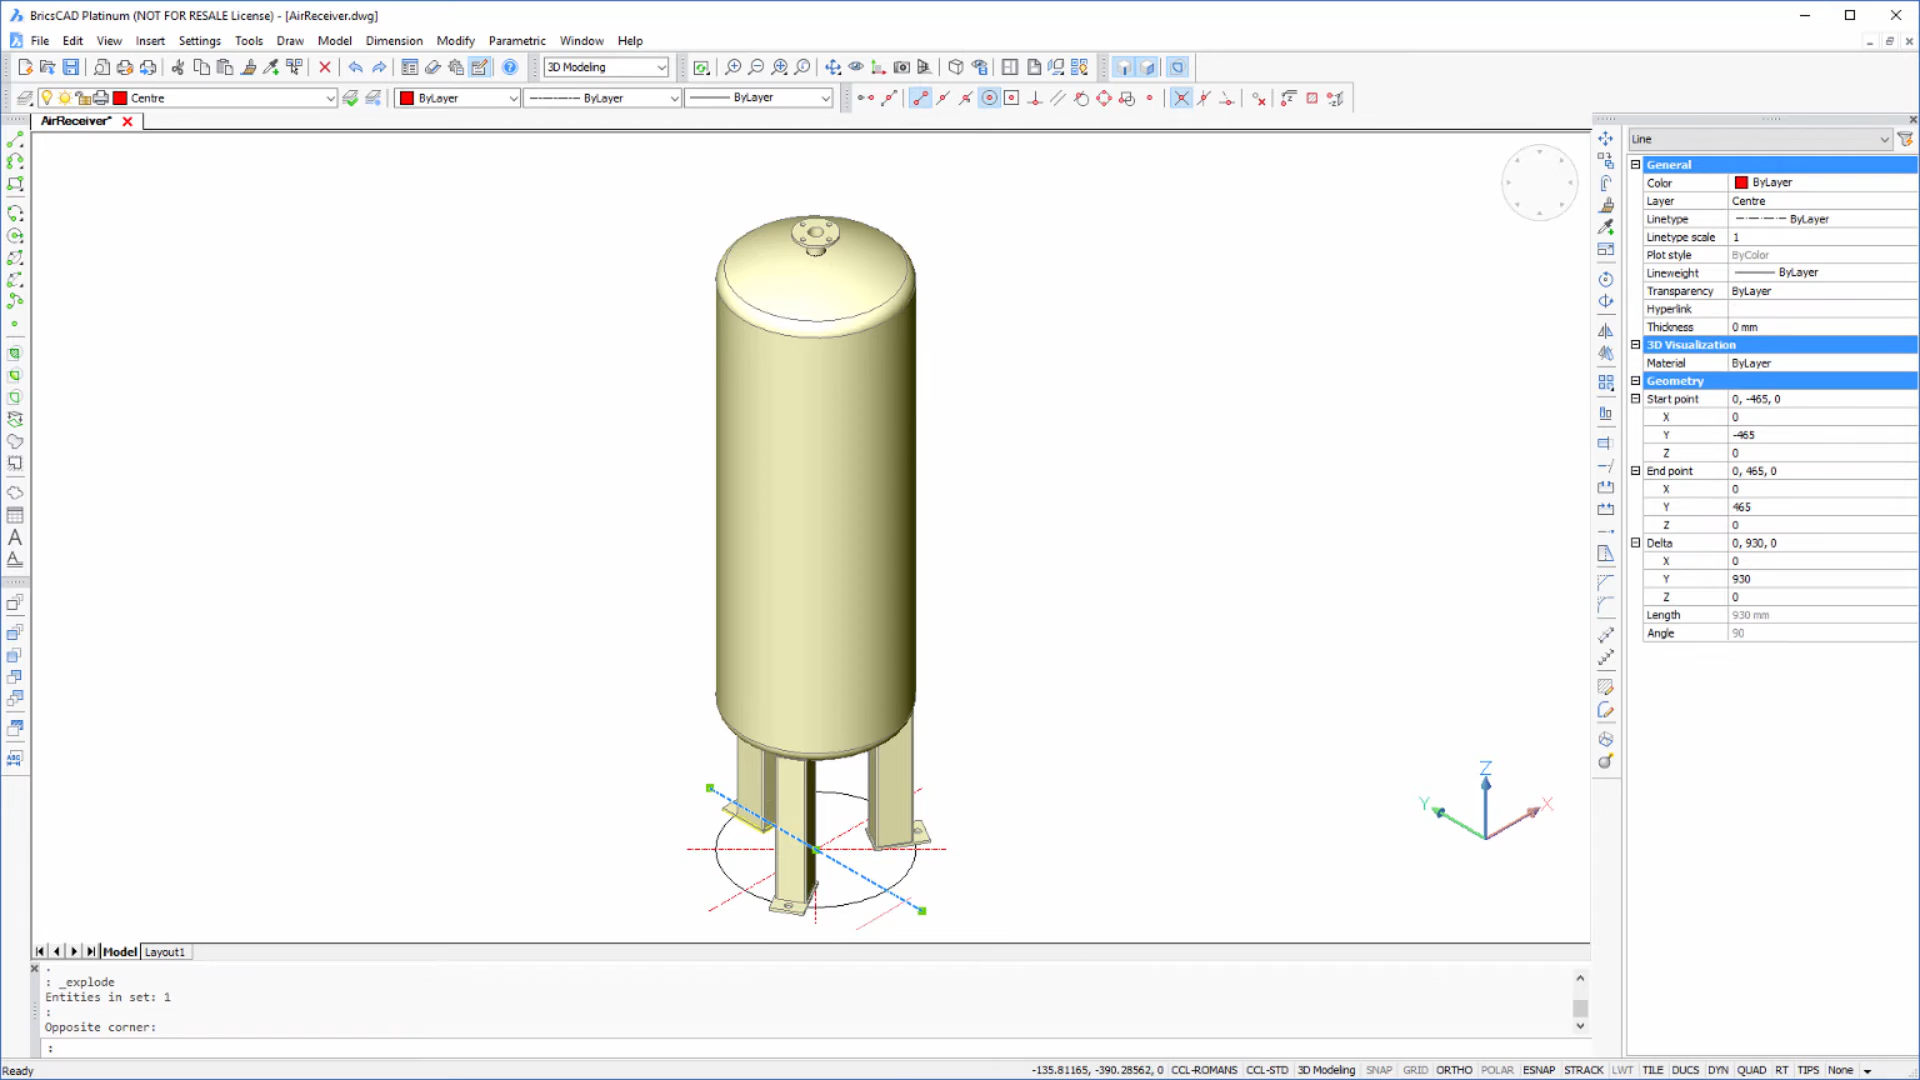 BricsCAD Platinum (NOT FOR RESALE License) - [AirReceiver.dwg]
File Edit View Insert Settings Tools Draw Model Dimension Modify Parametric Window Help
3D Modeling
Centre ByLayer ByLayer ByLayer
AirReceiver*
Line
General
Color ByLayer
Layer Centre
Linetype ByLayer
Linetype scale 1
Plot style ByColor
Lineweight ByLayer
Transparency ByLayer
Hyperlink
Thickness 0 mm
3D Visualization
Material ByLayer
Geometry
Start point 0, -465, 0
X 0
Y -465
Z 0
End point 0, 465, 0
X 0
Y 465
Z 0
Delta 0, 930, 0
X 0
Y 930
Z 0
Length 930 mm
Angle 90
Z
Y X
Model Layout1
: _explode
Entities in set: 1
:
Opposite corner:
:
Ready -135.81165, -390.28562, 0 CCL-ROMANS CCL-STD 3D Modeling SNAP GRID ORTHO POLAR ESNAP STRACK LWT TILE DUCS DYN QUAD RT TIPS None